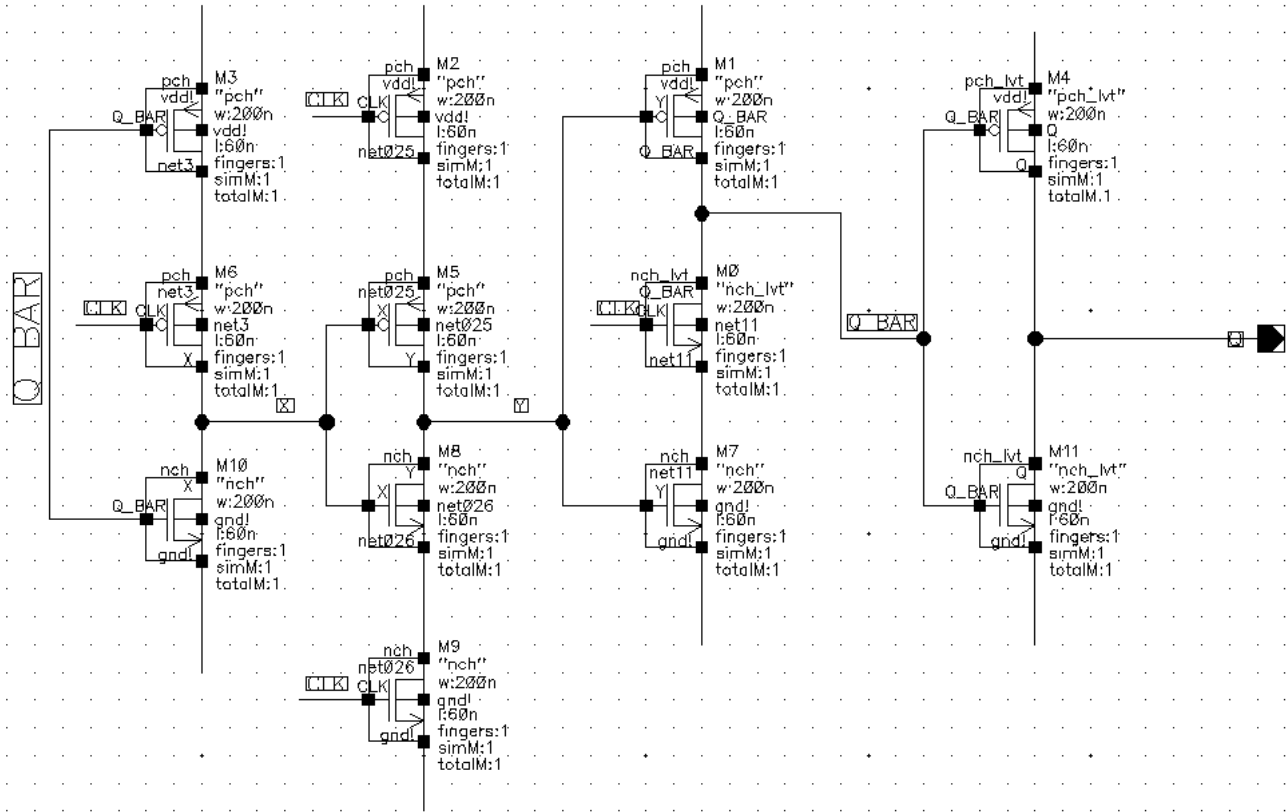 pch
M3
"pch"
vdd!
w:200n
Q_BAR
vdd!
l:60n
fingers:1
net3
simM:1
totalM:1
pch
M2
"pch"
vdd!
CLK
CLK
w:200n
vdd!
l:60n
fingers:1
net025
simM:1
totalM:1
pch
M1
"pch"
vdd!
w:200n
Y
Q_BAR
l:60n
fingers:1
Q_BAR
simM:1
totalM:1
pch_lvt
M4
"pch_lvt"
vdd!
w:200n
Q_BAR
Q
l:60n
fingers:1
Q
simM:1
totalM:1
Q_BAR
pch
M6
"pch"
net3
CLK
CLK
w:200n
net3
l:60n
fingers:1
X
simM:1
totalM:1
X
pch
M5
"pch"
net025
w:200n
X
net025
l:60n
fingers:1
Y
simM:1
totalM:1
Y
nch_lvt
M0
"nch_lvt"
Q_BAR
CLK
CLK
w:200n
net11
l:60n
fingers:1
net11
simM:1
totalM:1
Q_BAR
Q
nch
M10
"nch"
X
w:200n
Q_BAR
gnd!
l:60n
fingers:1
gnd!
simM:1
totalM:1
nch
M8
"nch"
Y
w:200n
X
net026
l:60n
fingers:1
net026
simM:1
totalM:1
nch
M7
"nch"
net11
w:200n
Y
gnd!
l:60n
fingers:1
gnd!
simM:1
totalM:1
nch_lvt
M11
"nch_lvt"
Q
w:200n
Q_BAR
gnd!
l:60n
fingers:1
gnd!
simM:1
totalM:1
nch
M9
"nch"
net026
CLK
CLK
w:200n
gnd!
l:60n
fingers:1
gnd!
simM:1
totalM:1